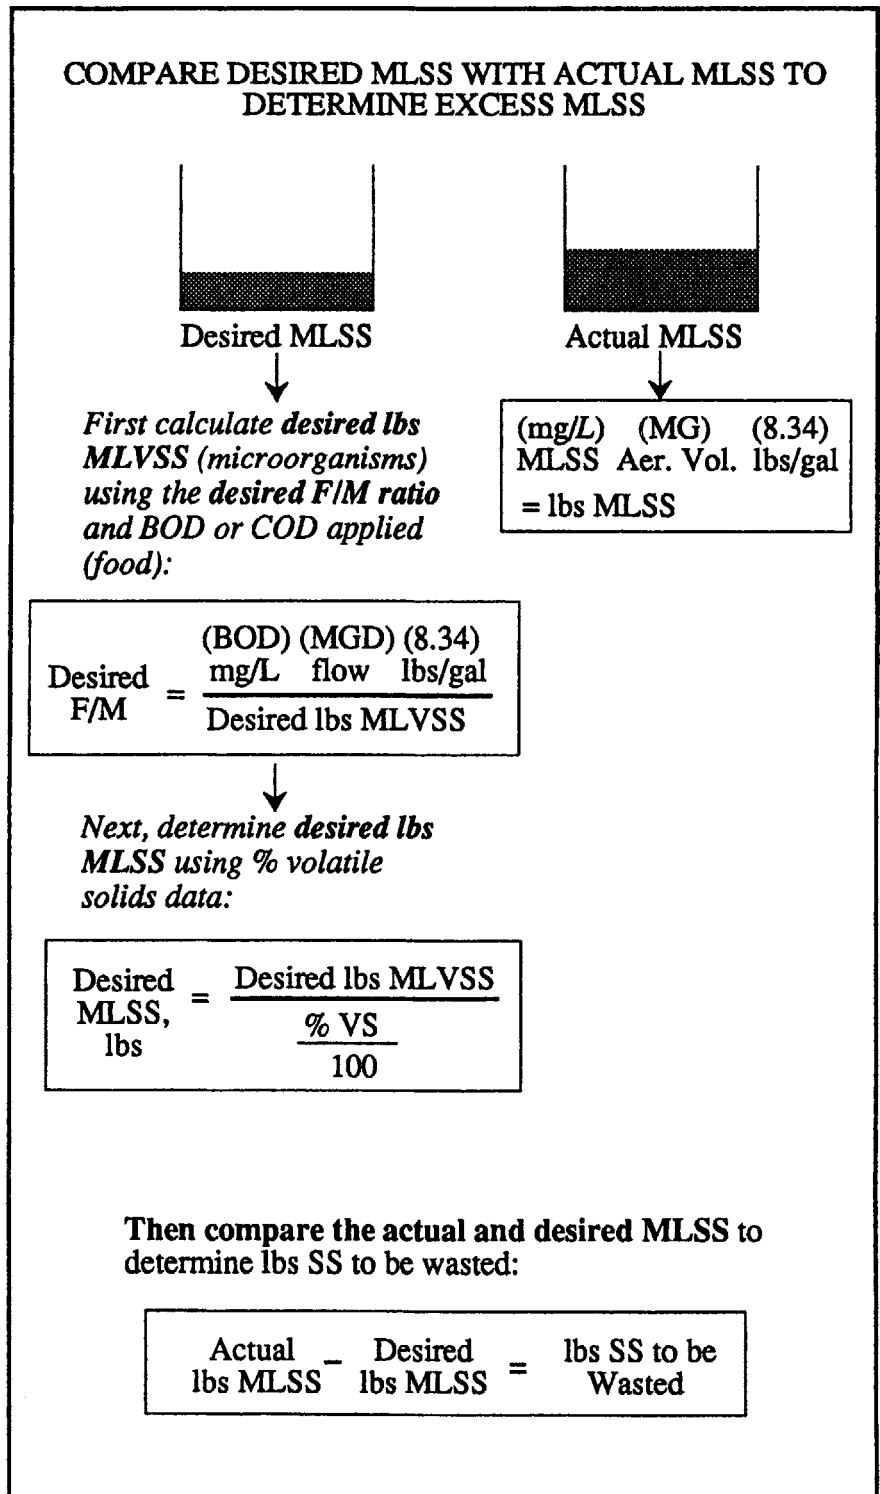 COMPARE DESIRED MLSS WITH ACTUAL MLSS TO
DETERMINE EXCESS MLSS
Desired MLSS
First calculate desired lbs
MLVSS (microorganisms)
using the desired F/M ratio
and BOD or COD applied
(food):
Actual MLSS
(mg/L) (MG) (8.34)
MLSS Aer. Vol. lbs/gal
= lbs MLSS
(BOD) (MGD) (8.34)
mg/L flow lbs/gal
Desired
F/M
=
Desired lbs MLVSS
Next, determine desired lbs
MLSS using % volatile
solids data:
Desired
MLSS,
lbs
=
Desired lbs MLVSS
% VS
100
Then compare the actual and desired MLSS to
determine lbs SS to be wasted:
Actual Desired lbs SS to be
lbs MLSS – lbs MLSS = Wasted